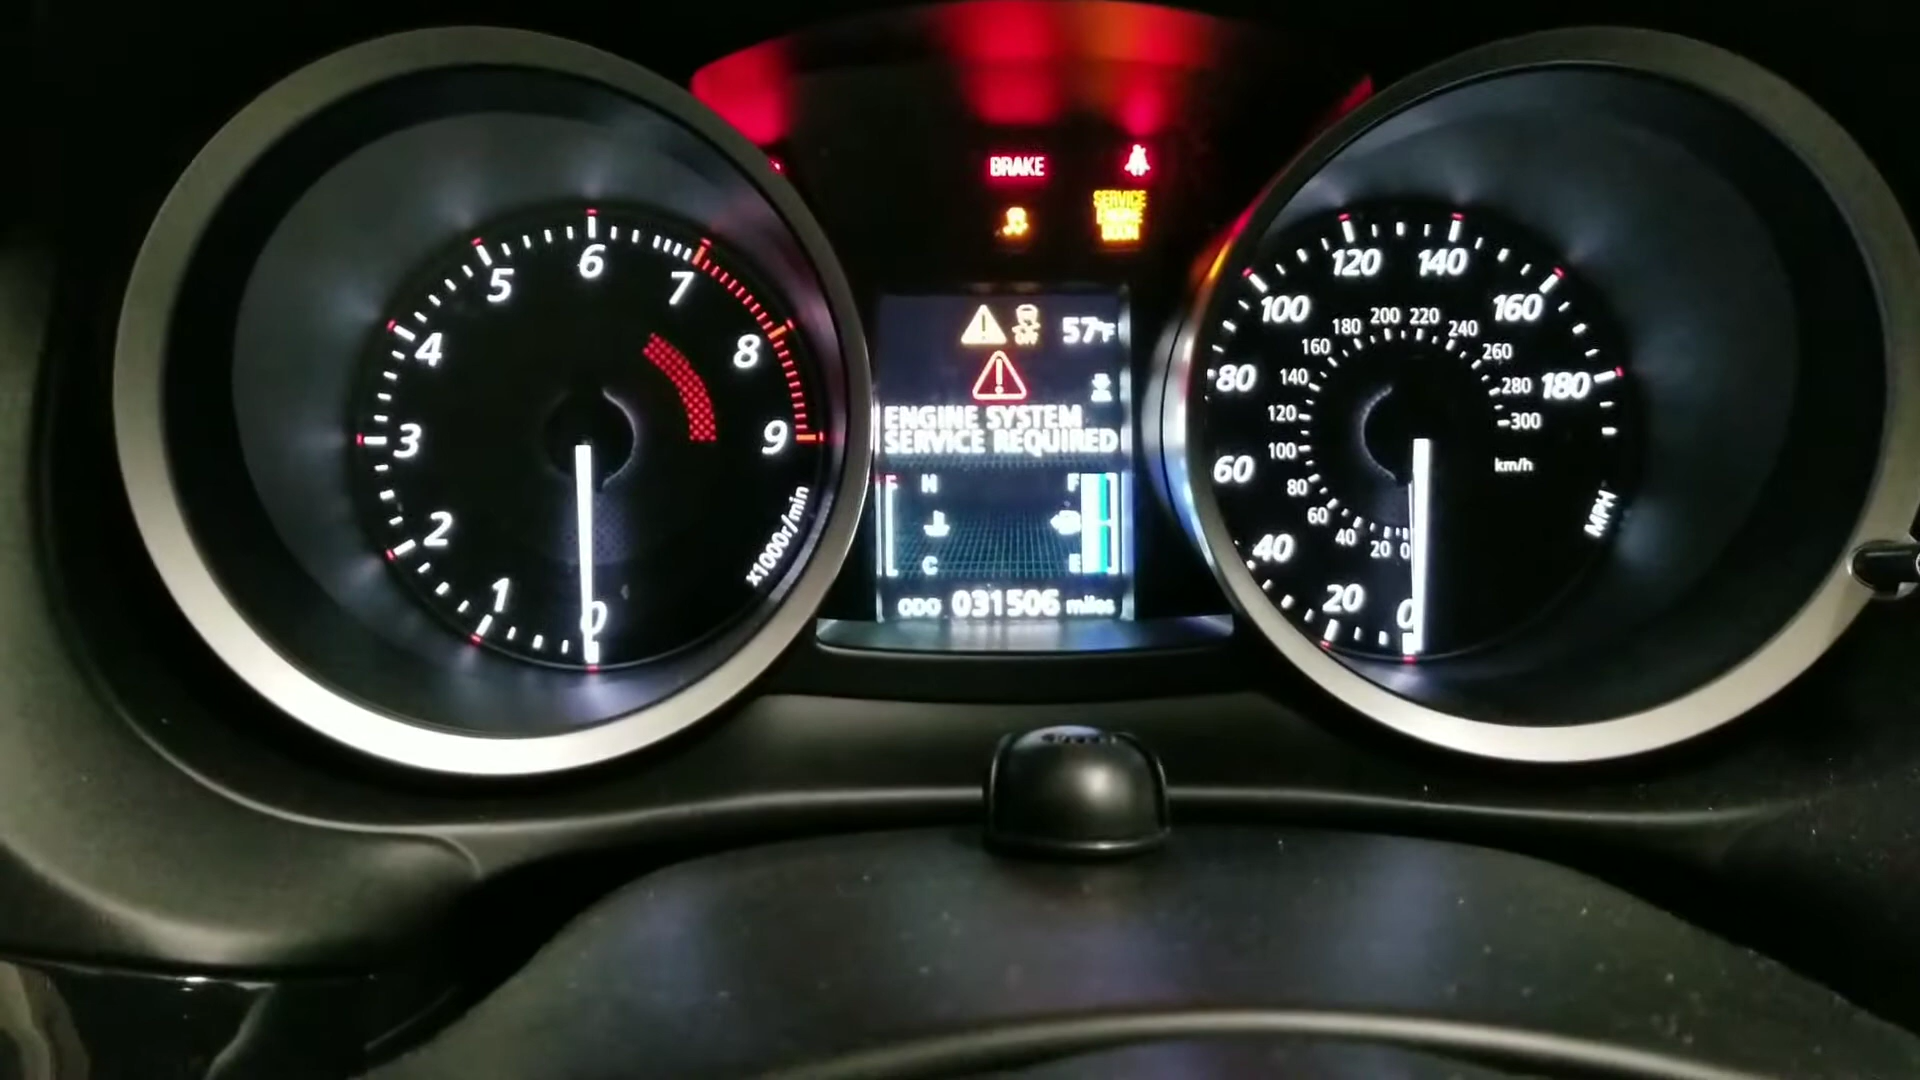 BRAKE
SERVICE
ENGINE
SOON
OFF
57°F
ENGINE SYSTEM
SERVICE REQUIRED
H
F
C
E
ODO 031506 miles
0
1
2
3
4
5
6
7
8
9
x1000r/min
0
20
40
60
80
100
120
140
160
180
MPH
0
20
40
60
80
100
120
140
160
180
200
220
240
260
280
300
km/h